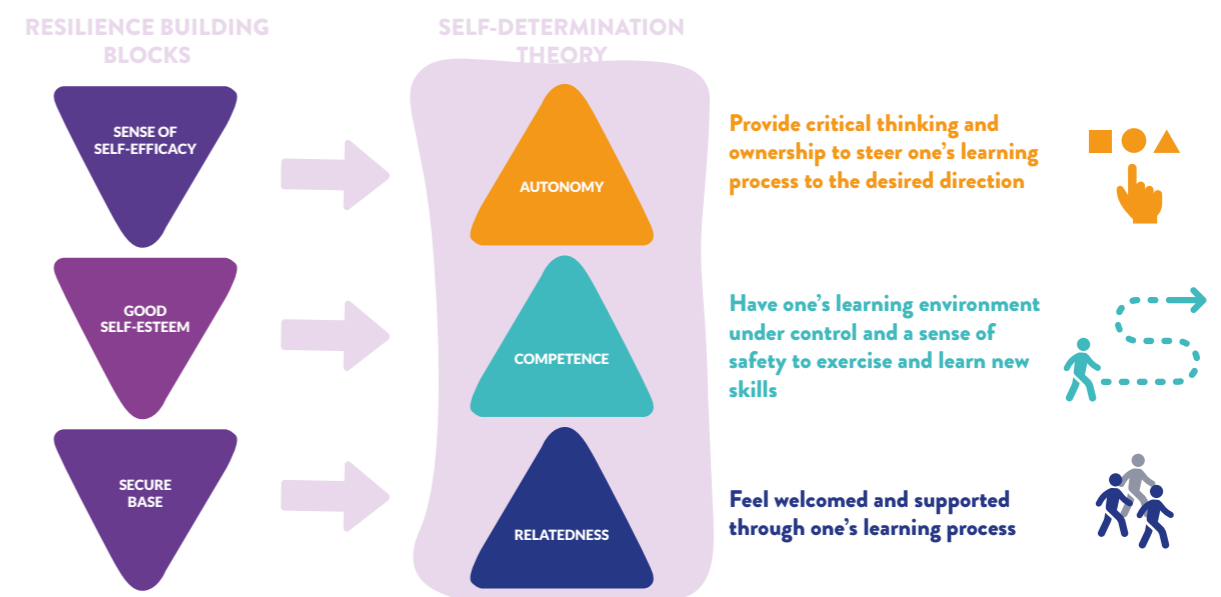 RESILIENCE BUILDING
BLOCKS
SELF-DETERMINATION
THEORY
SENSE OF
SELF-EFFICACY
AUTONOMY
Provide critical thinking and
ownership to steer one’s learning
process to the desired direction
GOOD
SELF-ESTEEM
COMPETENCE
Have one’s learning environment
under control and a sense of
safety to exercise and learn new
skills
SECURE
BASE
RELATEDNESS
Feel welcomed and supported
through one’s learning process